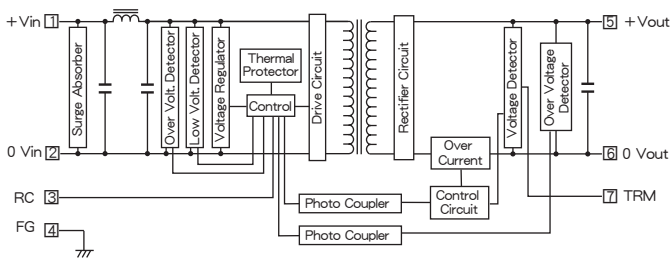 +Vin 1
5 +Vout
Surge Absorber
Over Volt. Detector
Low Volt. Detector
Voltage Regulator
Thermal
Protector
Control
Drive Circuit
Rectifier Circuit
Voltage Detector
Over Voltage
Detector
0 Vin 2
Over
Current
6 0 Vout
RC 3
Photo Coupler
Control
Circuit
7 TRM
FG 4
Photo Coupler